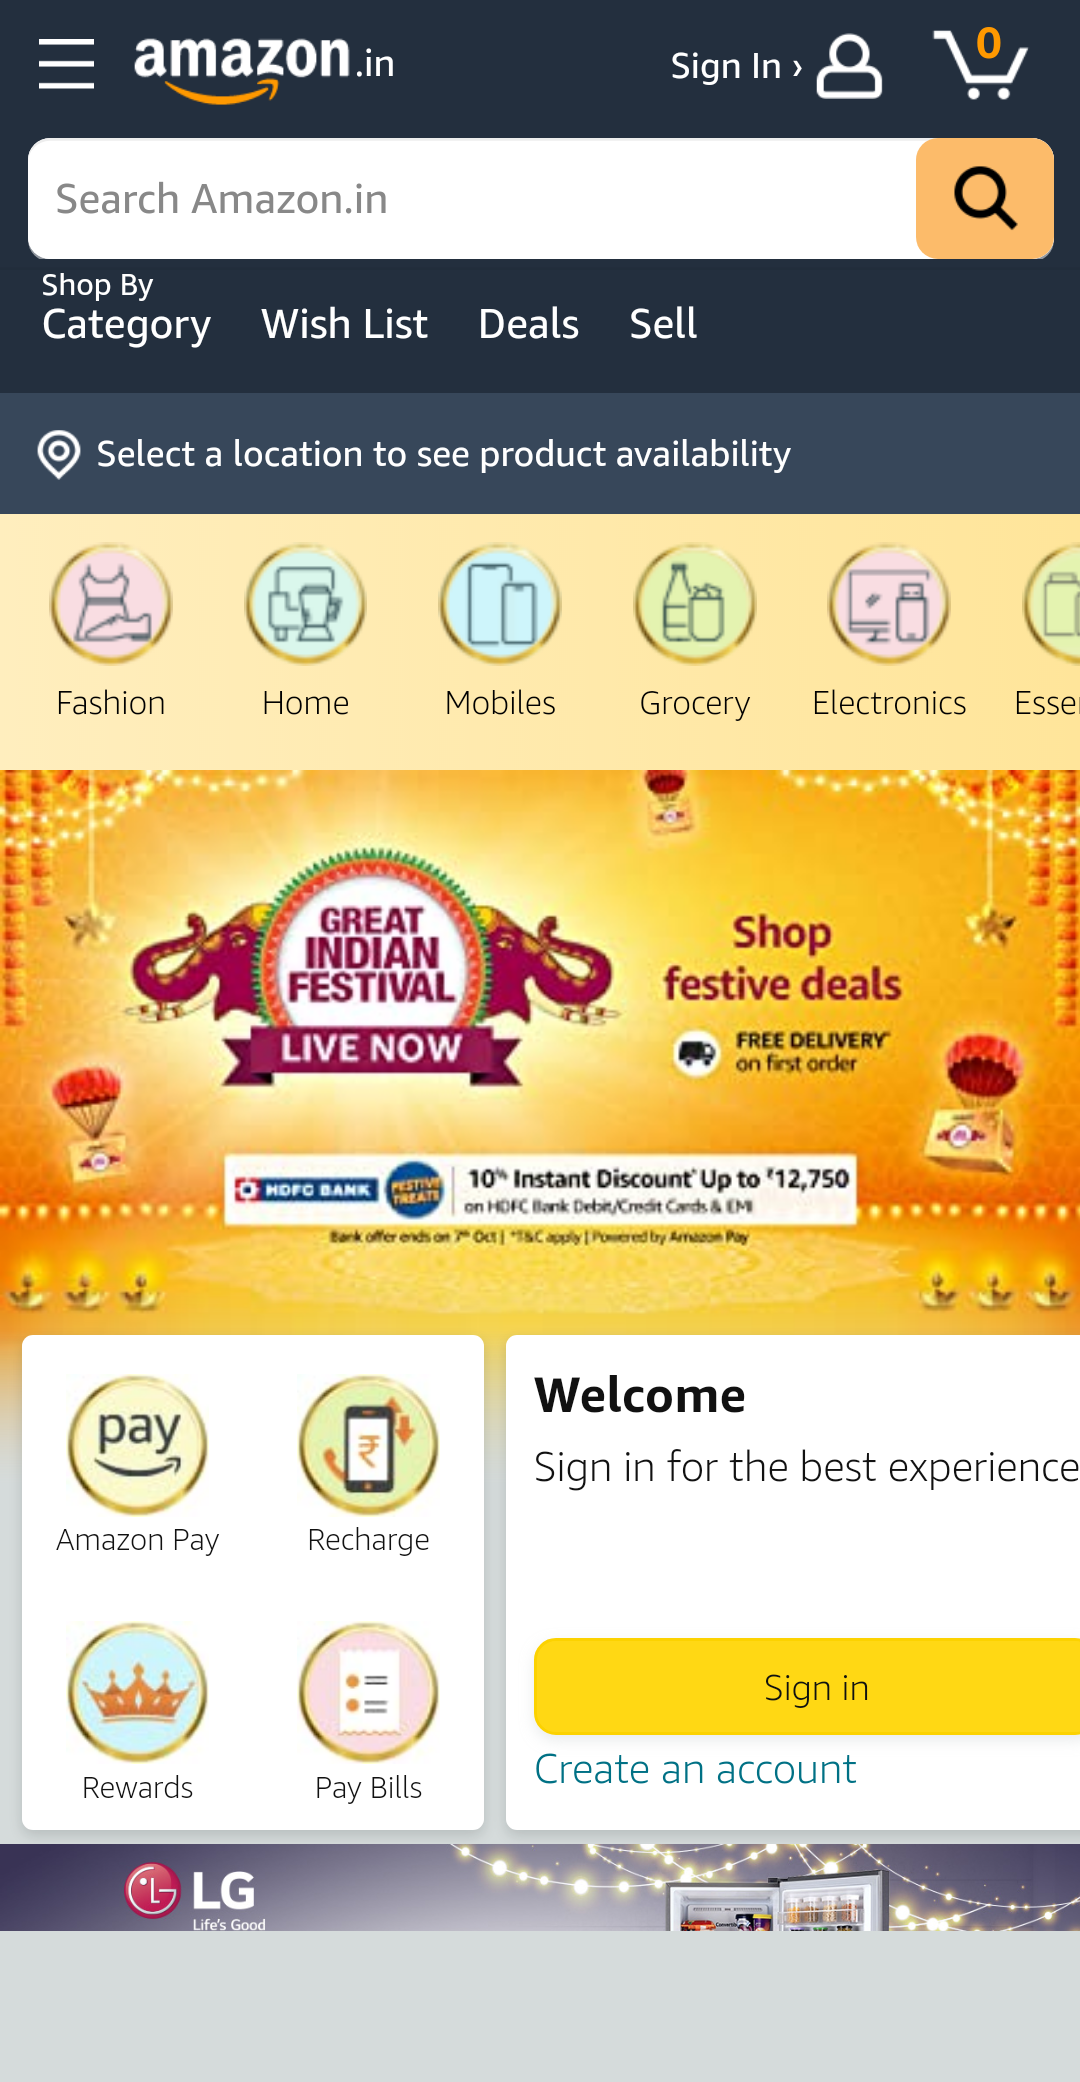 amazon.in
Sign In ›
0
Search Amazon.in
Shop By
Category
Wish List
Deals
Sell
Select a location to see product availability
Fashion
Home
Mobiles
Grocery
Electronics
Esse
GREAT
INDIAN
FESTIVAL
LIVE NOW
Shop
festive deals
FREE DELIVERY*
on first order
HDFC BANK
FESTIVE
TREATS
10% Instant Discount* Up to ₹12,750
on HDFC Bank Debit/Credit Cards & EMI
Bank offer ends on 7th Oct | *T&C apply | Powered by Amazon Pay
pay
Amazon Pay
Recharge
Rewards
Pay Bills
Welcome
Sign in for the best experience
Sign in
Create an account
LG
Life's Good